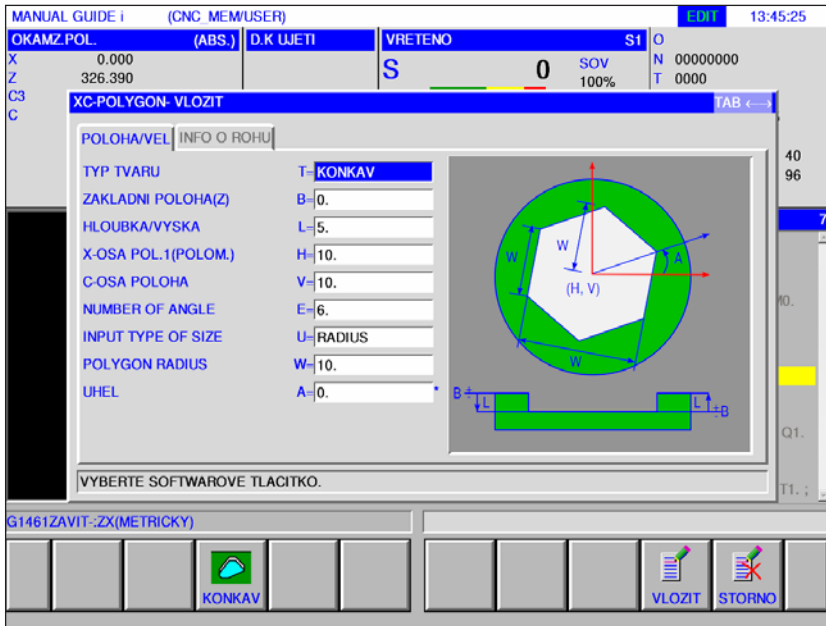 MANUAL GUIDE i (CNC_MEM/USER) EDIT 13:45:25
OKAMZ.POL. (ABS.) D.K UJETI VRETENO S1 O
X 0.000
Z 326.390
C3
C
S 0 SOV
100%
N 00000000
T 0000
XC-POLYGON- VLOZIT TAB ←→
POLOHA/VEL INFO O ROHU
TYP TVARU T=KONKAV
ZAKLADNI POLOHA(Z) B=0.
HLOUBKA/VYSKA L=5.
X-OSA POL.1(POLOM.) H=10.
C-OSA POLOHA V=10.
NUMBER OF ANGLE E=6.
INPUT TYPE OF SIZE U=RADIUS
POLYGON RADIUS W=10.
UHEL A=0. *
W W A
(H, V)
W
B + - L L + - B
40
96
7
M0.
Q1.
T1. ;
VYBERTE SOFTWAROVE TLACITKO.
G1461ZAVIT-:ZX(METRICKY)
KONKAV VLOZIT STORNO